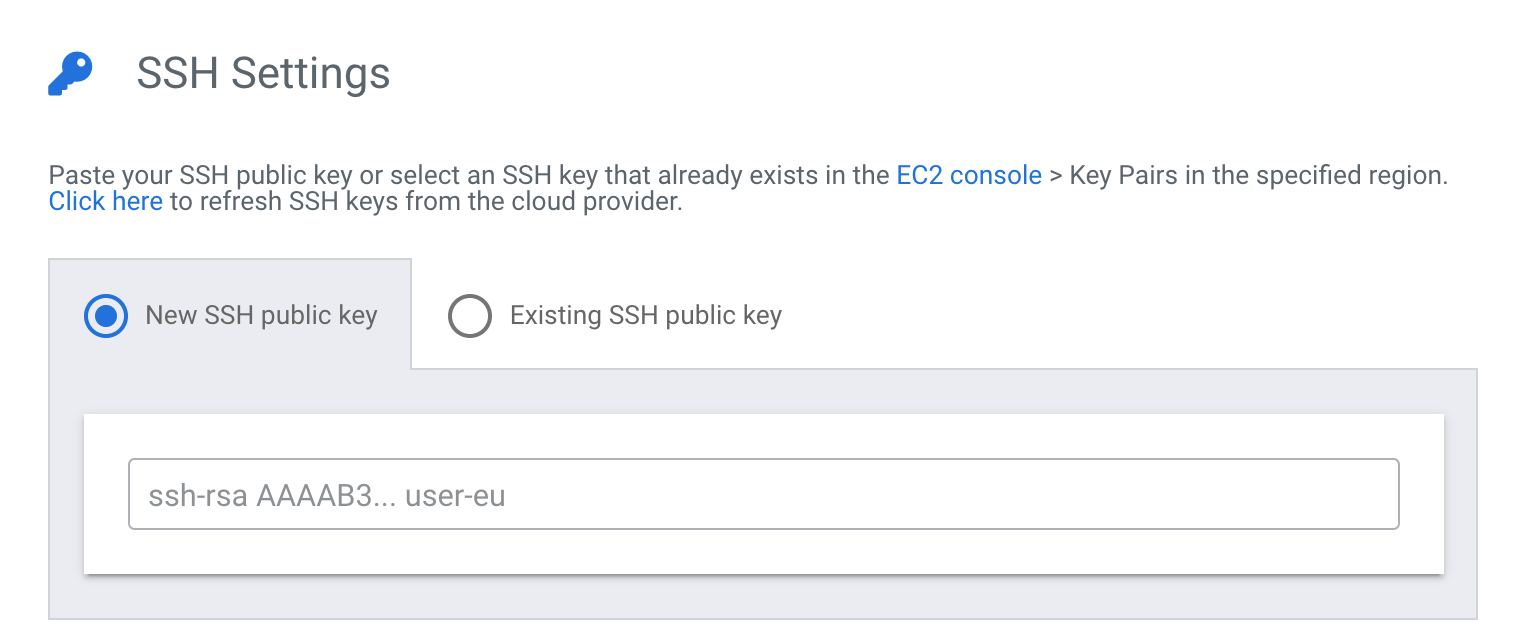 SSH Settings
Paste your SSH public key or select an SSH key that already exists in the EC2 console > Key Pairs in the specified region.
Click here to refresh SSH keys from the cloud provider.
New SSH public key
Existing SSH public key
ssh-rsa AAAAB3... user-eu